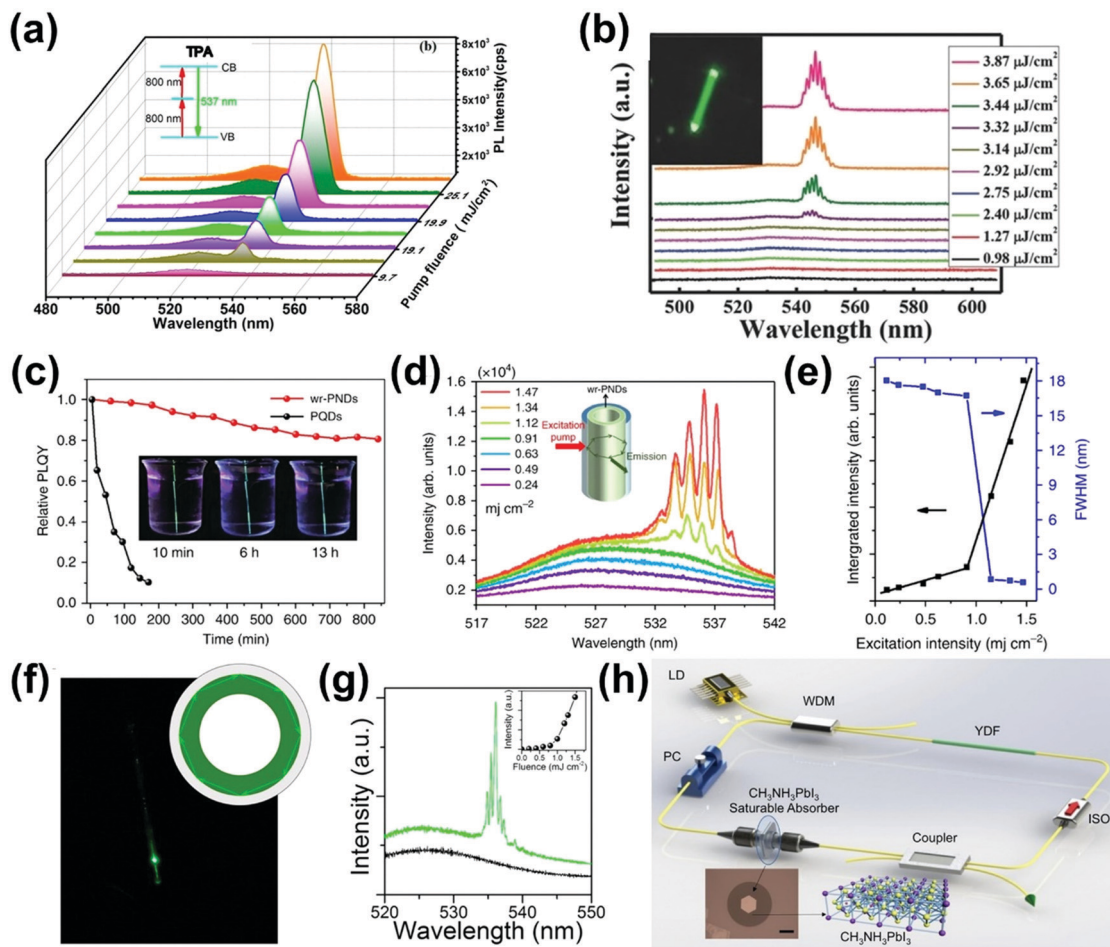 (a)
(b)
TPA
CB
800 nm
537 nm
800 nm
VB
8x10³
6x10³
5x10³
3x10³
2x10³
PL Intensity(cps)
25.1
19.9
19.1
9.7
Pump fluence ( mJ/cm²)
480 500 520 540 560 580
Wavelength (nm)
(b)
Intensity (a.u.)
3.87 μJ/cm²
3.65 μJ/cm²
3.44 μJ/cm²
3.32 μJ/cm²
3.14 μJ/cm²
2.92 μJ/cm²
2.75 μJ/cm²
2.40 μJ/cm²
1.27 μJ/cm²
0.98 μJ/cm²
500 520 540 560 580 600
Wavelength (nm)
(c)
Relative PLQY
1.0
0.8
0.6
0.4
0.2
0.0
wr-PNDs
PQDs
10 min 6 h 13 h
0 100 200 300 400 500 600 700 800
Time (min)
(d)
(×10⁴)
Intensity (arb. units)
1.6
1.4
1.2
1.0
0.8
0.6
0.4
0.2
1.47
1.34
1.12
0.91
0.63
0.49
0.24
mj cm⁻²
wr-PNDs
Excitation
pump
Emission
517 522 527 532 537 542
Wavelength (nm)
(e)
Intergrated intensity (arb. units)
18
15
12
9
6
3
0
FWHM (nm)
0.0 0.5 1.0 1.5
Excitation intensity (mj cm⁻²)
(f)
(g)
Intensity (a.u.)
Intensity (a.u.)
0.0 0.5 1.0 1.5
Fluence (mJ cm⁻²)
520 530 540 550
Wavelength (nm)
(h)
LD
WDM
YDF
PC
CH₃NH₃PbI₃
Saturable Absorber
Coupler
ISO
CH₃NH₃PbI₃